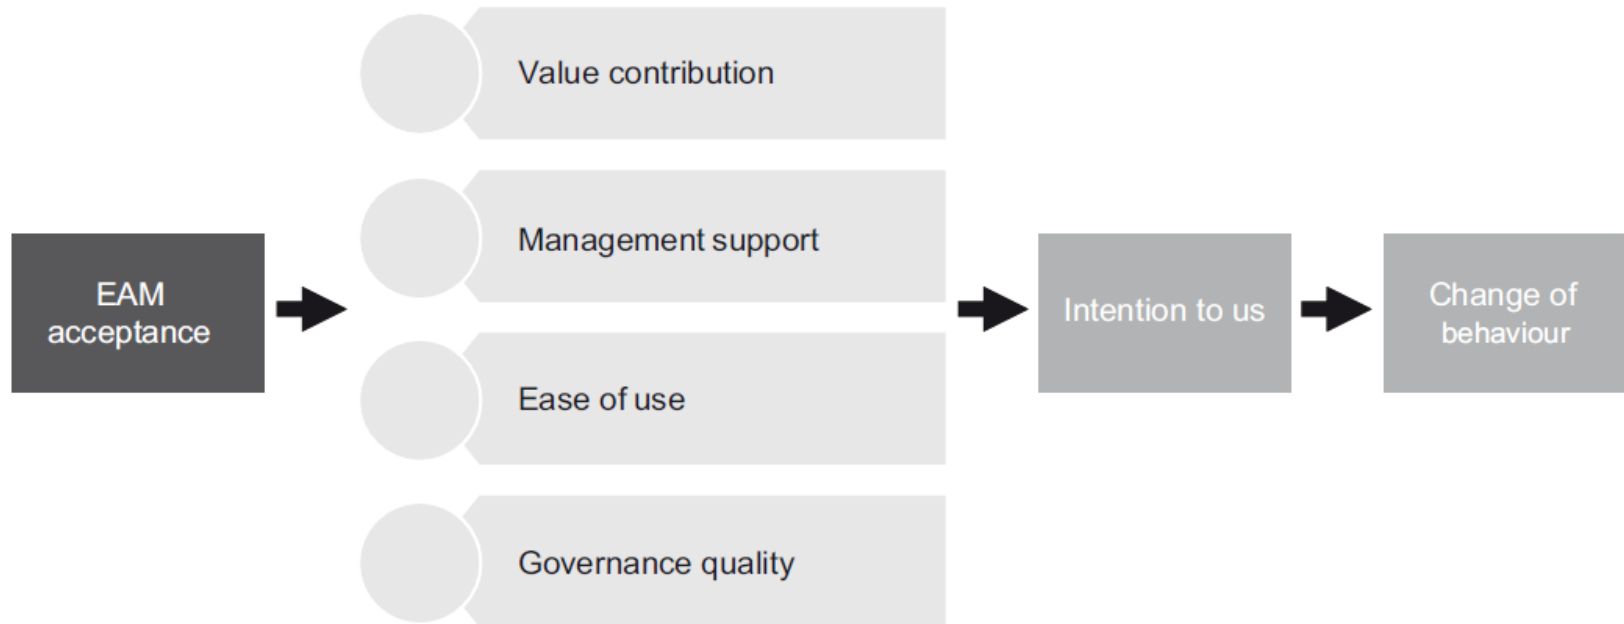 EAM
acceptance
Value contribution
Management support
Ease of use
Governance quality
Intention to us
Change of
behaviour